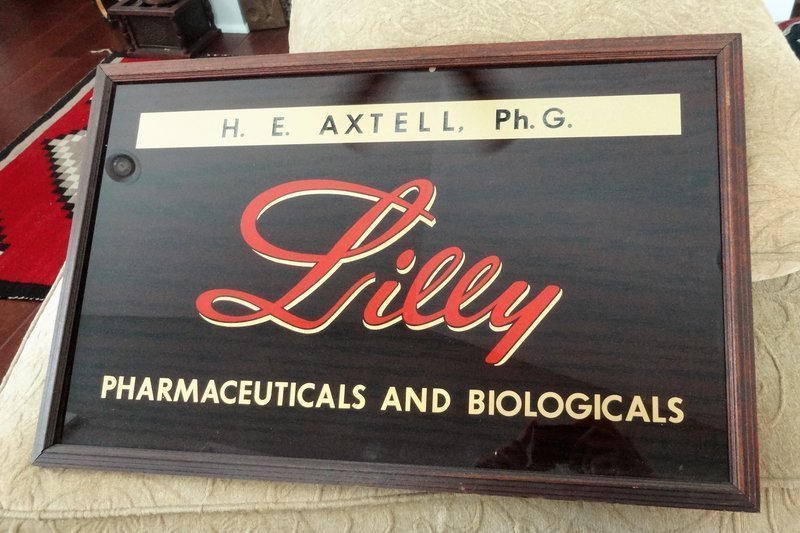 H. E. AXTELL, Ph. G.
Lilly
PHARMACEUTICALS AND BIOLOGICALS